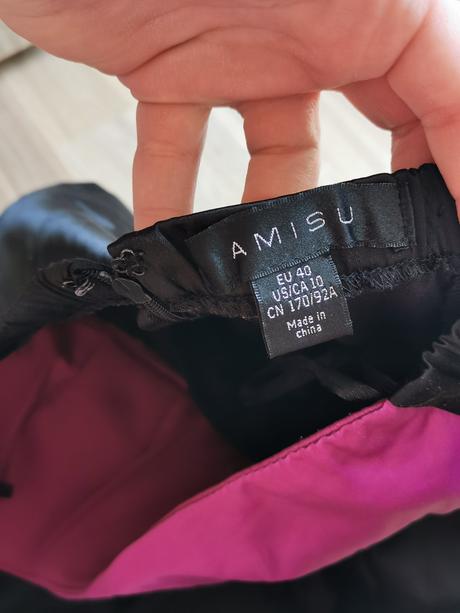 AMISU
EU 40
US/CA 10
CN 170/92A
Made in
china